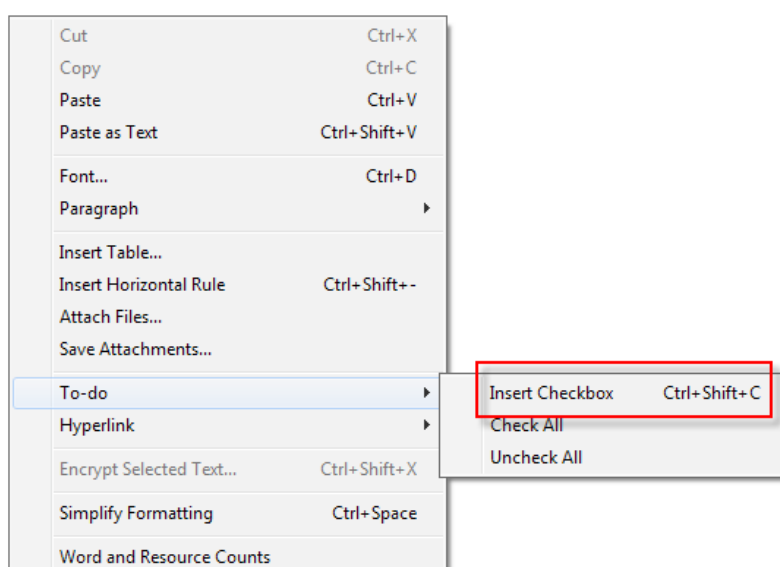 Cut Ctrl+X
Copy Ctrl+C
Paste Ctrl+V
Paste as Text Ctrl+Shift+V
Font... Ctrl+D
Paragraph
Insert Table...
Insert Horizontal Rule Ctrl+Shift+-
Attach Files...
Save Attachments...
To-do
Insert Checkbox Ctrl+Shift+C
Hyperlink
Check All
Uncheck All
Encrypt Selected Text... Ctrl+Shift+X
Simplify Formatting Ctrl+Space
Word and Resource Counts